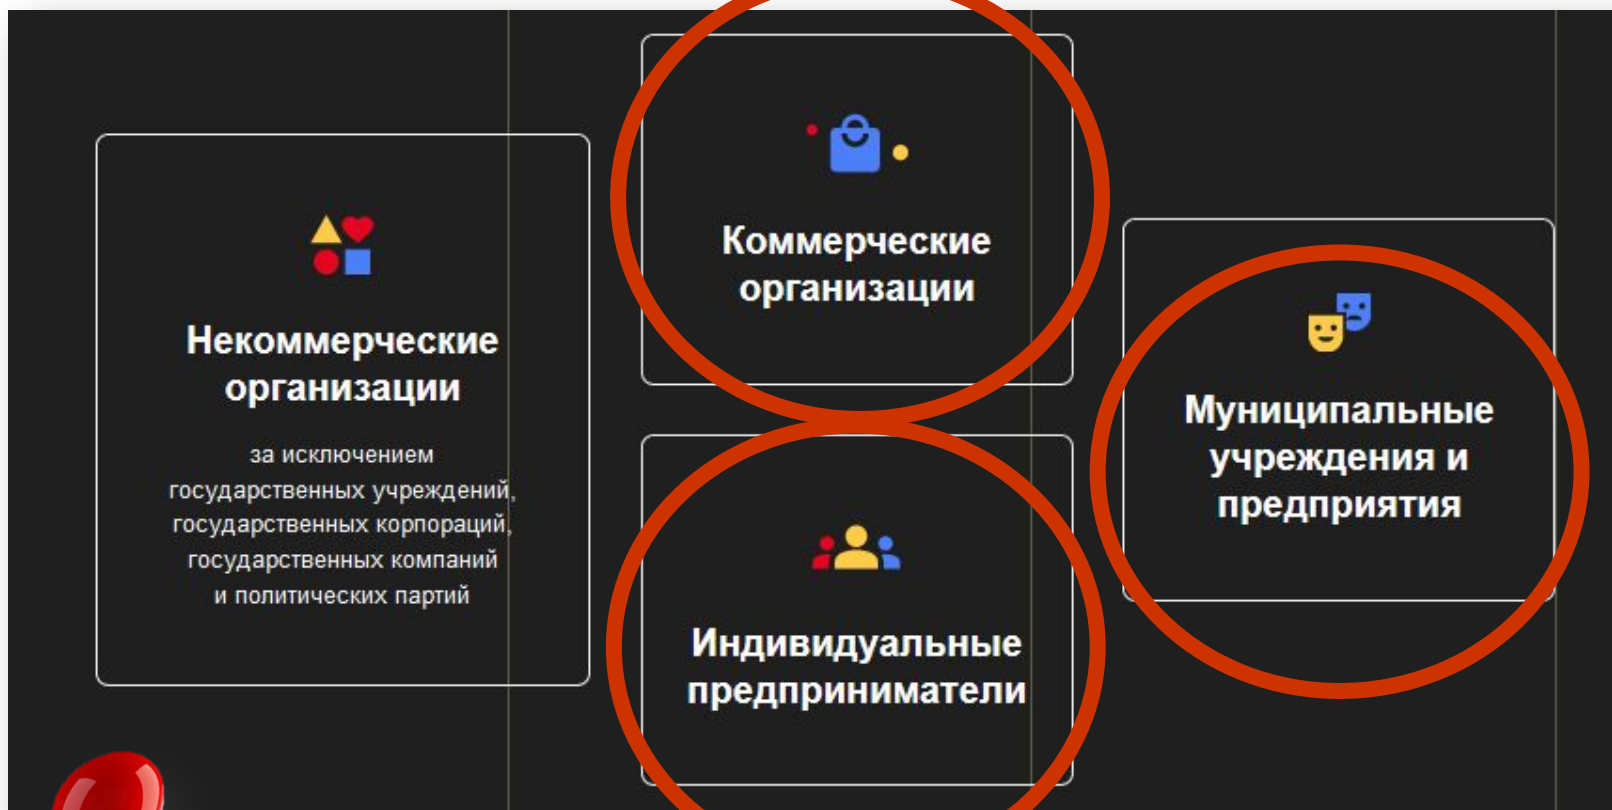 Некоммерческие
организации
за исключением
государственных учреждений,
государственных корпораций,
государственных компаний
и политических партий
Коммерческие
организации
Индивидуальные
предприниматели
Муниципальные
учреждения и
предприятия